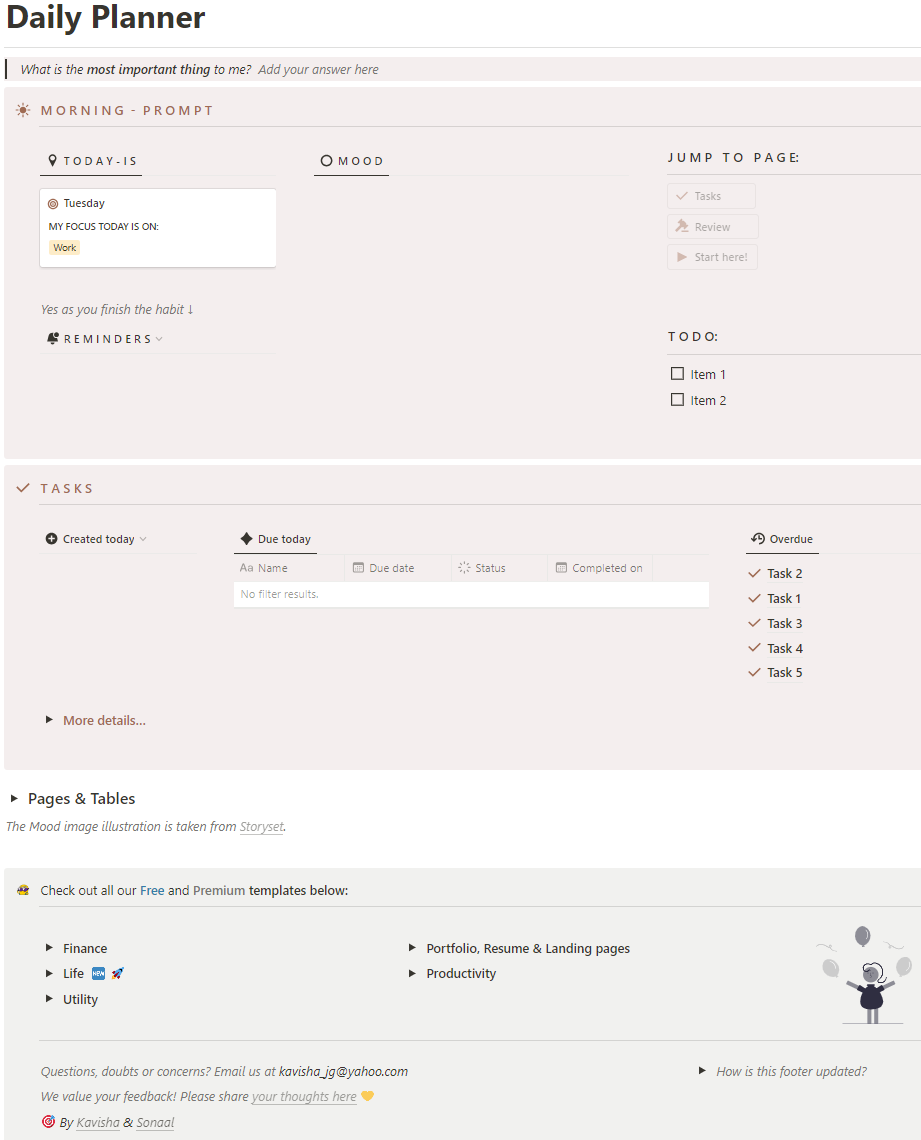 Daily Planner
What is the most important thing to me? Add your answer here
MORNING - PROMPT
TODAY-IS
Tuesday
MY FOCUS TODAY IS ON:
Work
Yes as you finish the habit ↓
REMINDERS
MOOD
JUMP TO PAGE:
Tasks
Review
Start here!
TODO:
Item 1
Item 2
TASKS
Created today
Due today
Aa Name Due date Status Completed on
No filter results.
Overdue
Task 2
Task 1
Task 3
Task 4
Task 5
More details...
Pages & Tables
The Mood image illustration is taken from Storyset.
Check out all our Free and Premium templates below:
Finance
Life NEW 🚀
Utility
Portfolio, Resume & Landing pages
Productivity
Questions, doubts or concerns? Email us at kavisha_jg@yahoo.com
We value your feedback! Please share your thoughts here 💛
🎯 By Kavisha & Sonaal
How is this footer updated?